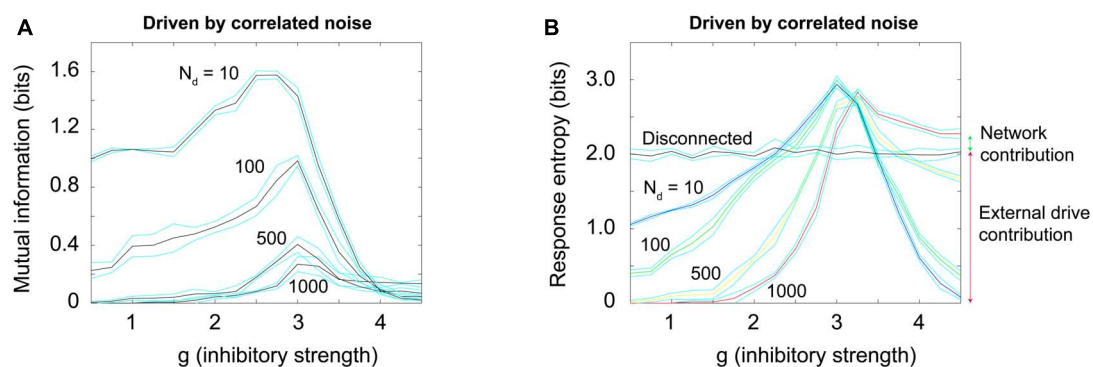 A
Driven by correlated noise
Mutual information (bits)
1.6
1.2
0.8
0.4
0
N_d = 10
100
500
1000
1
2
3
4
g (inhibitory strength)
B
Driven by correlated noise
Response entropy (bits)
3.0
2.0
1.0
0
Disconnected
N_d = 10
100
500
1000
1
2
3
4
g (inhibitory strength)
Network
contribution
External drive
contribution